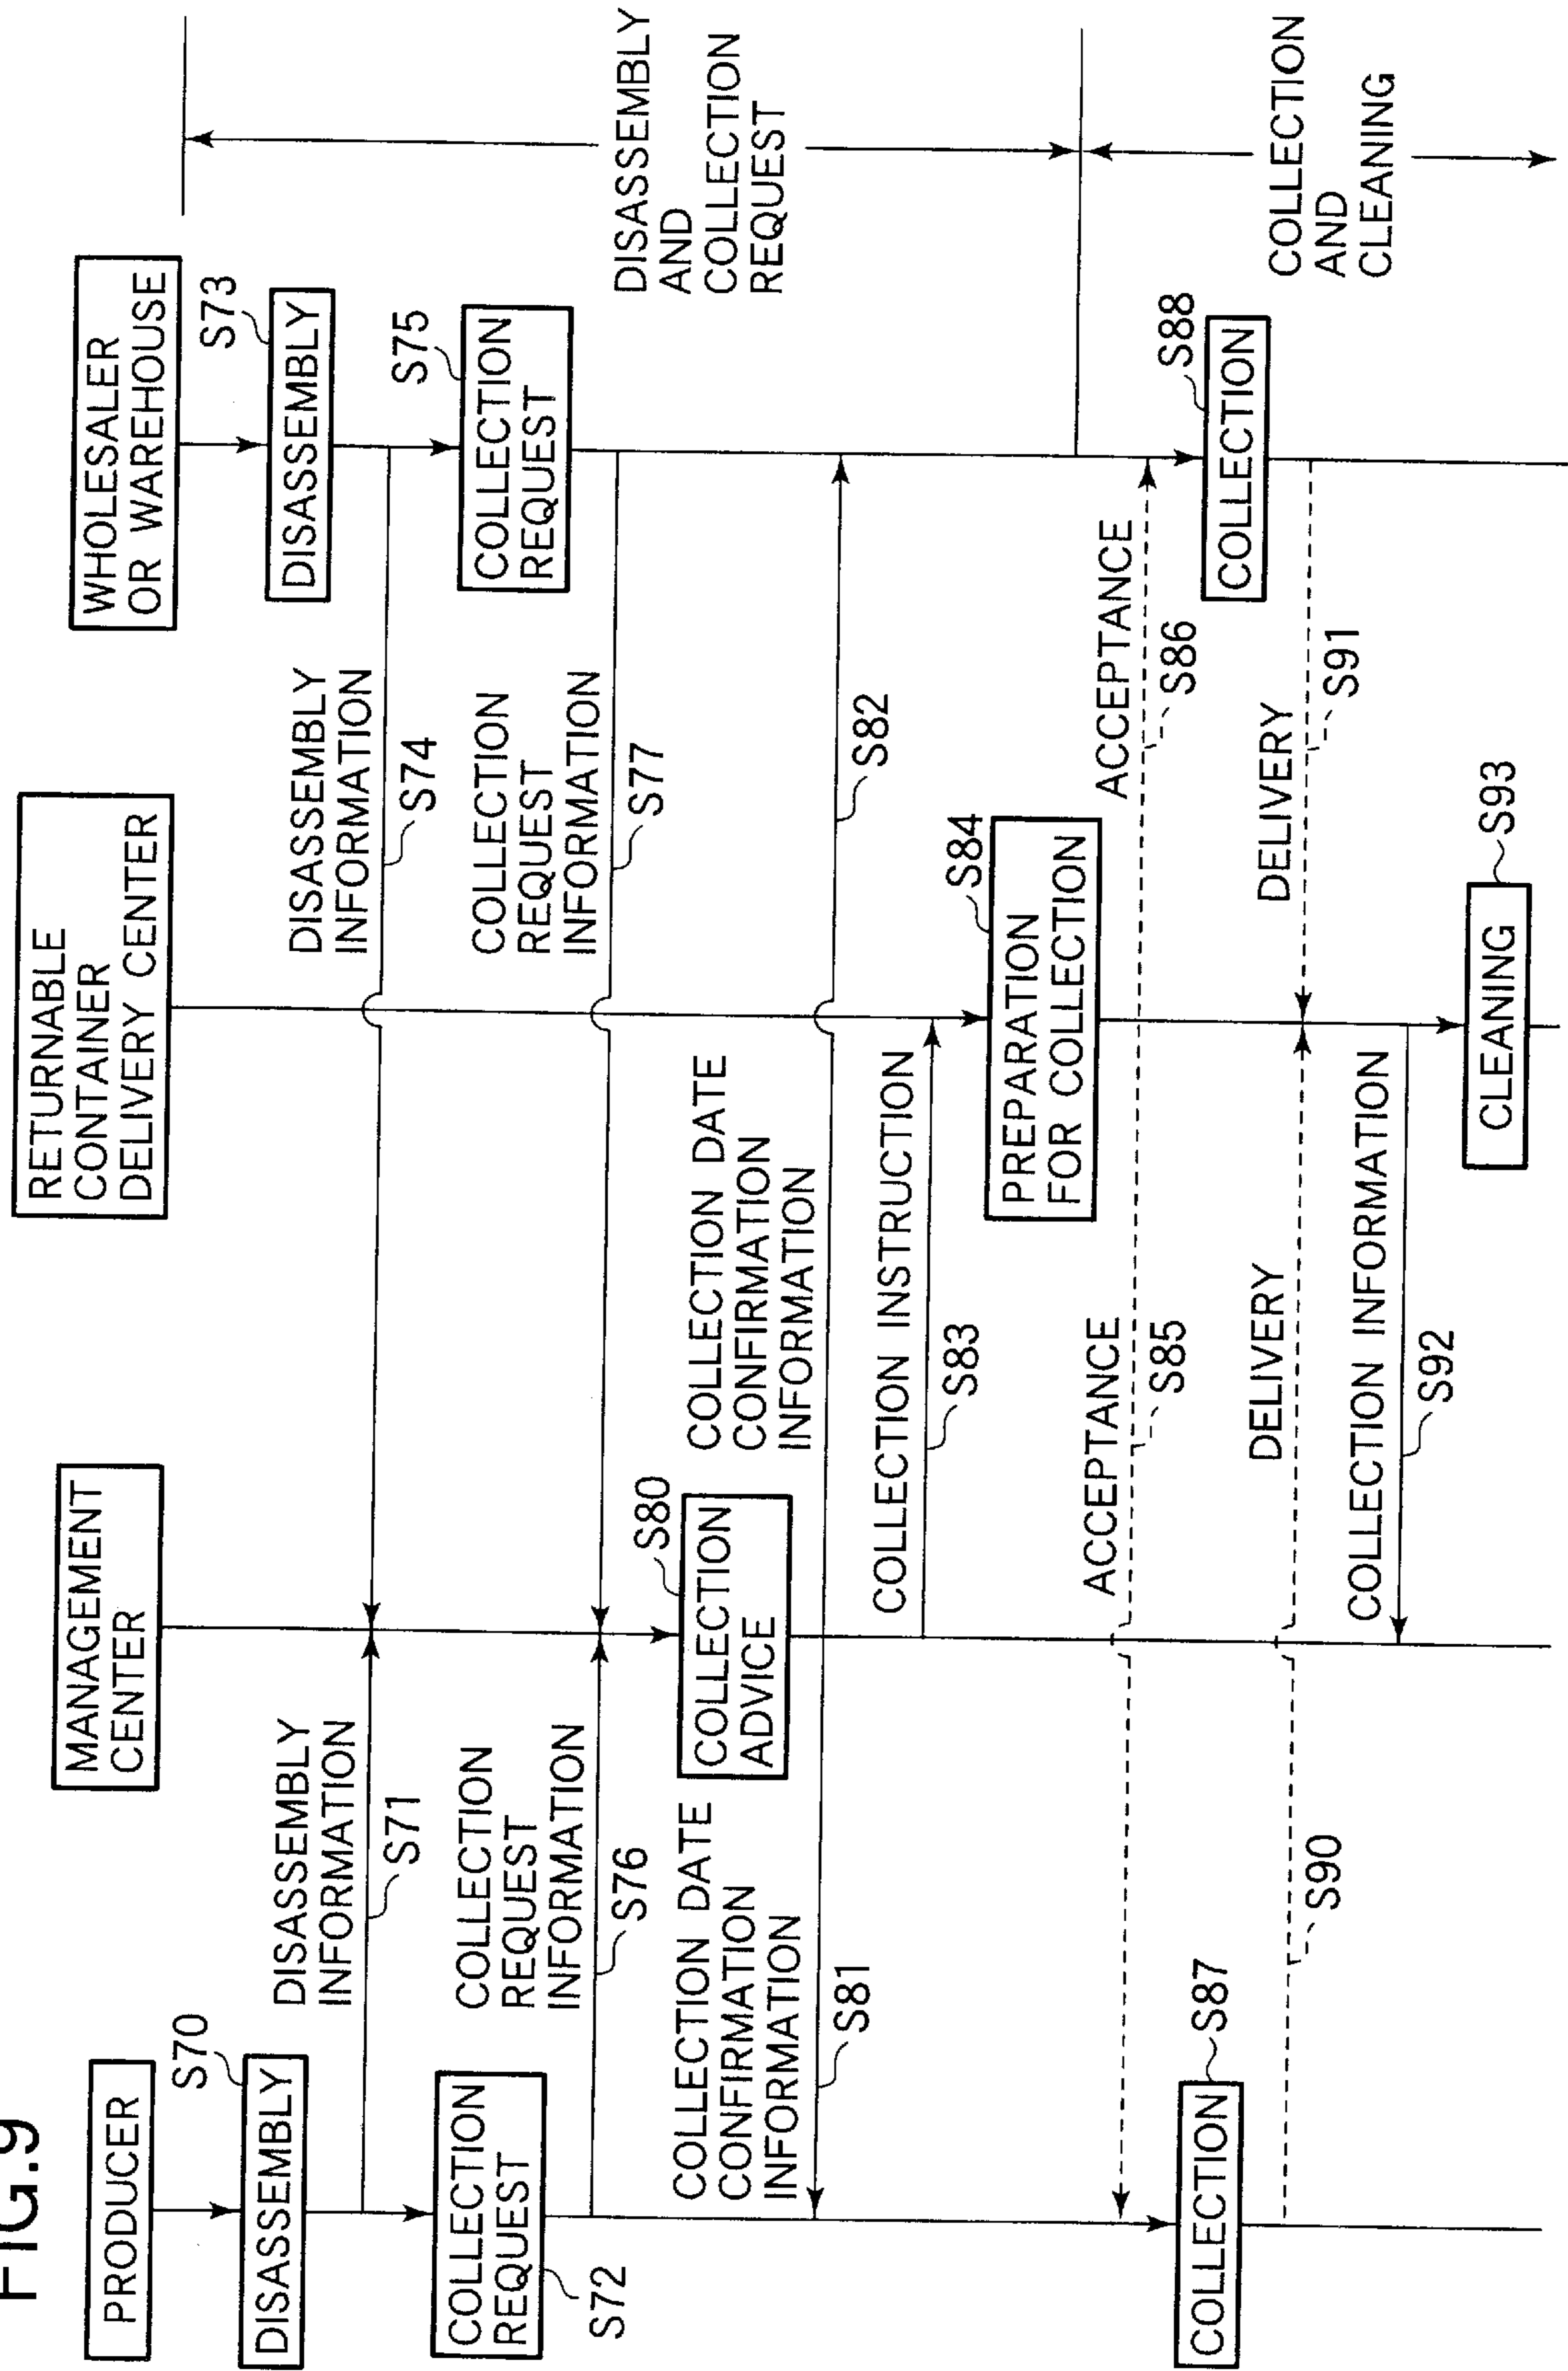 FIG.9
PRODUCER
MANAGEMENT
CENTER
RETURNABLE
CONTAINER
DELIVERY CENTER
WHOLESALER
OR WAREHOUSE
S70
DISASSEMBLY
S73
DISASSEMBLY
DISASSEMBLY
INFORMATION
S71
DISASSEMBLY
INFORMATION
S74
COLLECTION
REQUEST
S72
S75
COLLECTION
REQUEST
COLLECTION
REQUEST
INFORMATION
S76
COLLECTION
REQUEST
INFORMATION
S77
DISASSEMBLY
AND
COLLECTION
REQUEST
S80
COLLECTION
ADVICE
COLLECTION DATE
CONFIRMATION
INFORMATION
S81
COLLECTION DATE
CONFIRMATION
INFORMATION
S82
COLLECTION INSTRUCTION
S83
S84
PREPARATION
FOR COLLECTION
ACCEPTANCE
S85
ACCEPTANCE
S86
COLLECTION
S87
S88
COLLECTION
COLLECTION
AND
CLEANING
DELIVERY
S90
DELIVERY
S91
COLLECTION INFORMATION
S92
CLEANING
S93